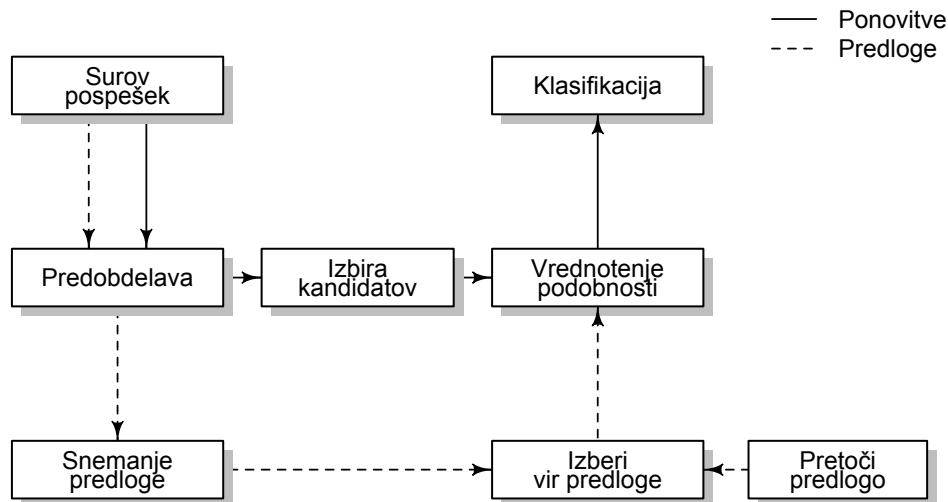 Ponovitve
Predloge
Surov
pospešek
Klasifikacija
Predobdelava
Izbira
kandidatov
Vrednotenje
podobnosti
Snemanje
predloge
Izberi
vir predloge
Pretoči
predlogo